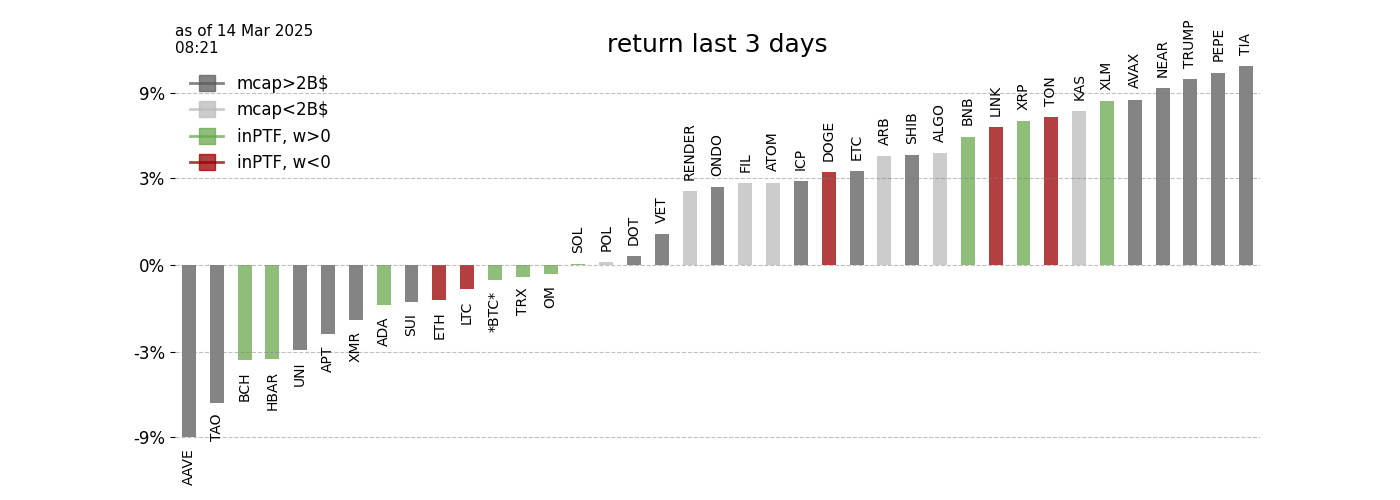 as of 14 Mar 2025
08:21
return last 3 days
mcap>2B$
mcap<2B$
inPTF, w>0
inPTF, w<0
9%
3%
0%
-3%
-9%
AAVE
TAO
BCH
HBAR
UNI
APT
XMR
ADA
SUI
ETH
LTC
*BTC*
TRX
OM
SOL
POL
DOT
VET
RENDER
ONDO
FIL
ATOM
ICP
DOGE
ETC
ARB
SHIB
ALGO
BNB
LINK
XRP
TON
KAS
XLM
AVAX
NEAR
TRUMP
PEPE
TIA